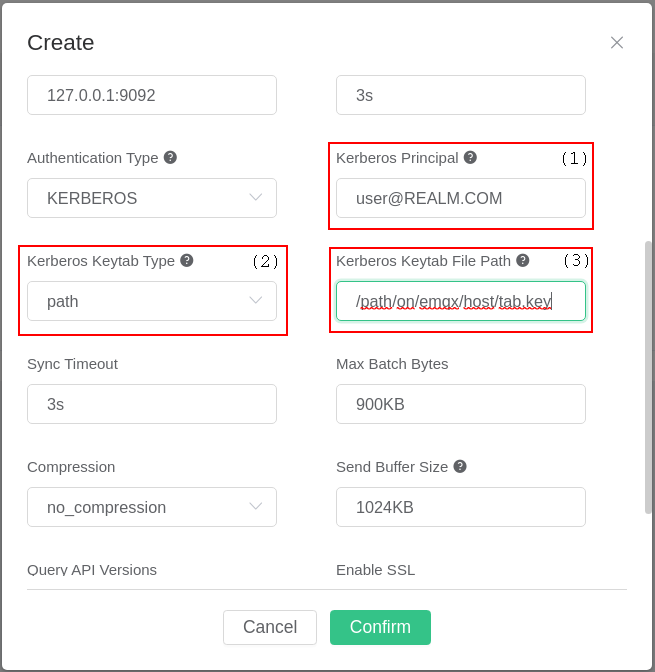 Create
127.0.0.1:9092
3s
Authentication Type
Kerberos Principal (1)
KERBEROS
user@REALM.COM
Kerberos Keytab Type (2)
Kerberos Keytab File Path (3)
path
/path/on/emqx/host/tab.key
Sync Timeout
Max Batch Bytes
3s
900KB
Compression
Send Buffer Size
no_compression
1024KB
Query API Versions
Enable SSL
Cancel
Confirm